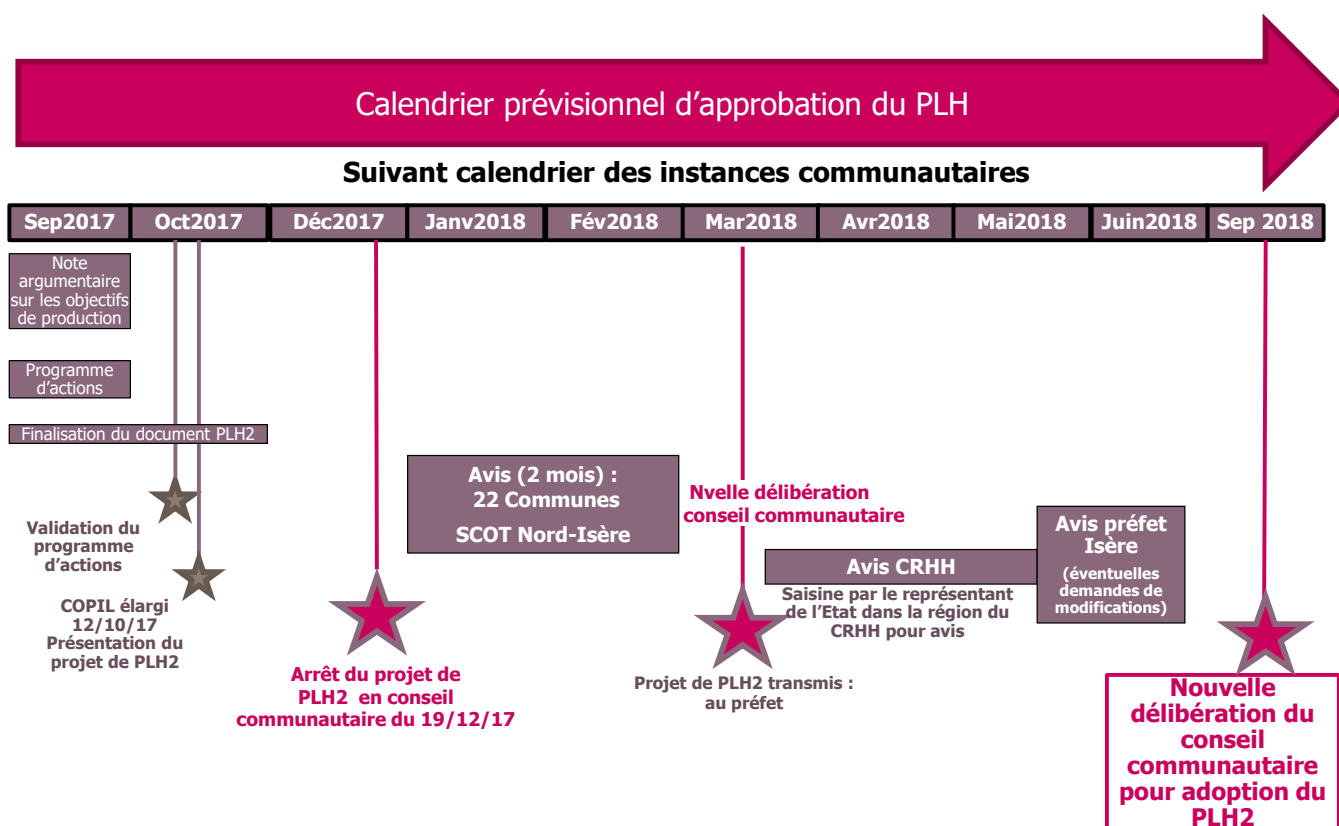 Calendrier prévisionnel d'approbation du PLH
Suivant calendrier des instances communautaires
Sep2017
Oct2017
Déc2017
Janv2018
Fév2018
Mar2018
Avr2018
Mai2018
Juin2018
Sep 2018
Note
argumentaire
sur les objectifs
de production
Programme
d'actions
Finalisation du document PLH2
Validation du
programme
d'actions
COPIL élargi
12/10/17
Présentation du
projet de PLH2
Arrêt du projet de
PLH2 en conseil
communautaire du 19/12/17
Avis (2 mois) :
22 Communes
SCOT Nord-Isère
Nvelle délibération
conseil communautaire
Projet de PLH2 transmis :
au préfet
Avis CRHH
Saisine par le représentant
de l'Etat dans la région du
CRHH pour avis
Avis préfet
Isère
(éventuelles
demandes de
modifications)
Nouvelle
délibération du
conseil
communautaire
pour adoption du
PLH2